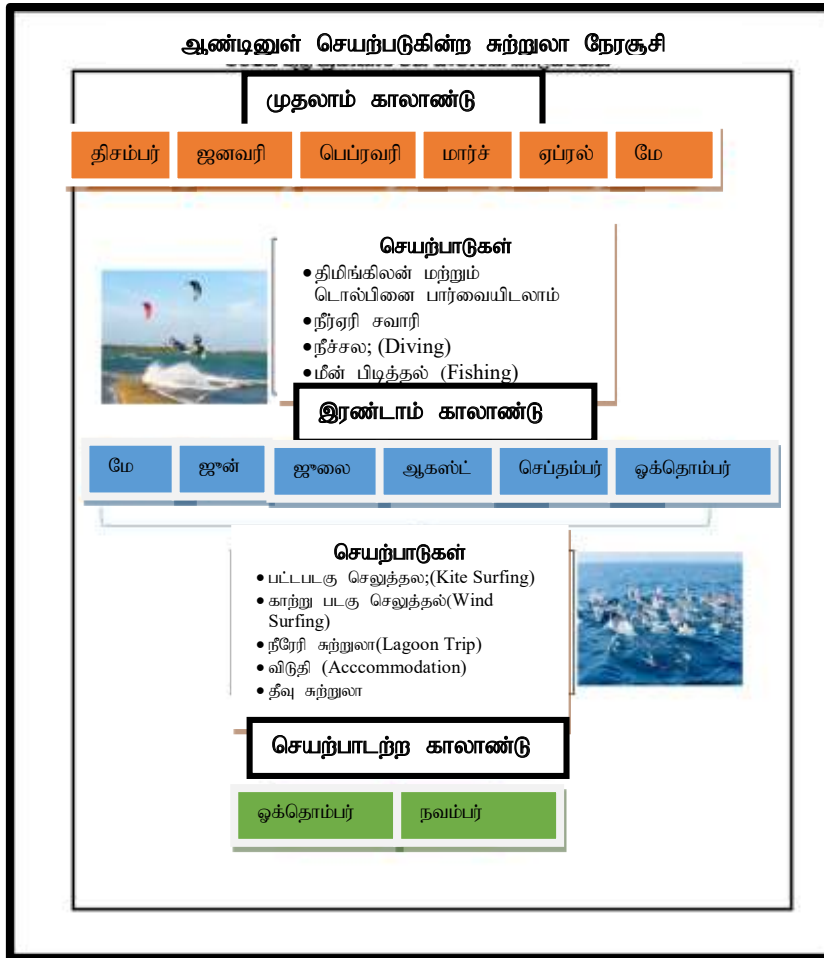 ஆண்டினுள் செயற்படுகின்ற சுற்றுலா நேரசூசி
முதலாம் காலாண்டு
திசம்பர் ஜனவரி பெப்ரவரி மார்ச் ஏப்ரல் மே
செயற்பாடுகள்
•திமிங்கிலன் மற்றும்
டொல்பினை பார்வையிடலாம்
•நீர்ஏரி சவாரி
•நீச்சல; (Diving)
•மீன் பிடித்தல் (Fishing)
இரண்டாம் காலாண்டு
மே ஜுன் ஜுலை ஆகஸ்ட் செப்தம்பர் ஓக்தொம்பர்
செயற்பாடுகள்
•பட்டபடகு செலுத்தல;(Kite Surfing)
•காற்று படகு செலுத்தல்(Wind
Surfing)
•நீரேரி சுற்றுலா(Lagoon Trip)
•விடுதி (Acccommodation)
•தீவு சுற்றுலா
செயற்பாடற்ற காலாண்டு
ஓக்தொம்பர் நவம்பர்